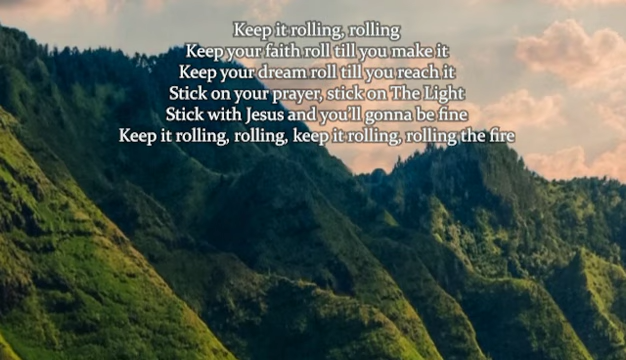 Keep it rolling, rolling
Keep your faith roll till you make it
Keep your dream roll till you reach it
Stick on your prayer, stick on The Light
Stick with Jesus and you'll gonna be fine
Keep it rolling, rolling, keep it rolling, rolling the fire